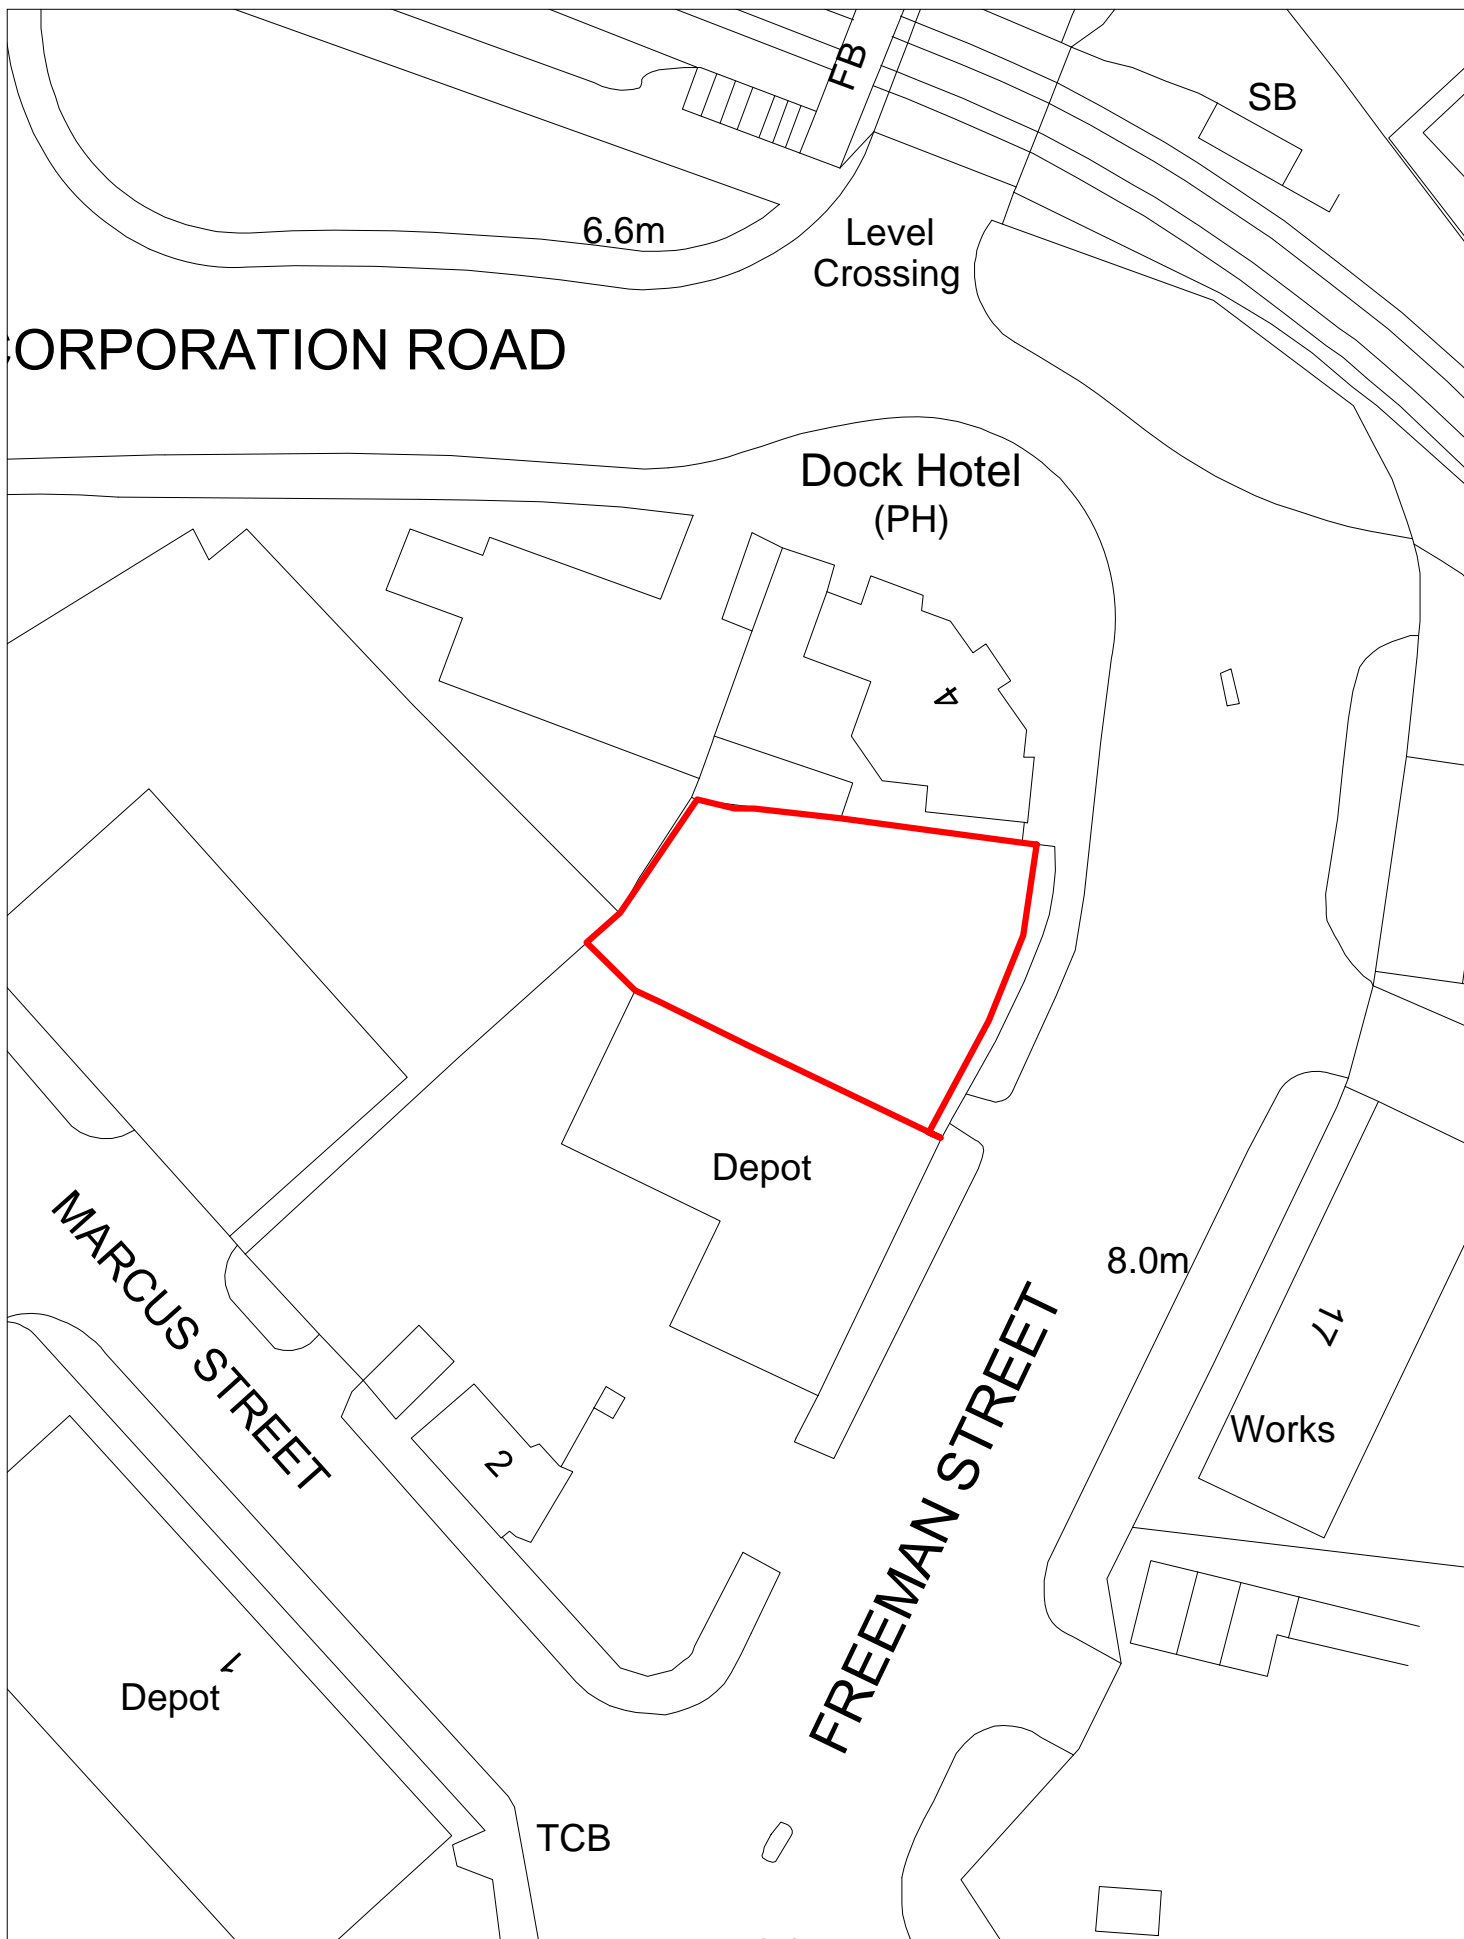 FB
SB
6.6m
Level
Crossing
CORPORATION ROAD
Dock Hotel
(PH)
4
Depot
MARCUS STREET
8.0m
17
FREEMAN STREET
Works
2
1
Depot
TCB